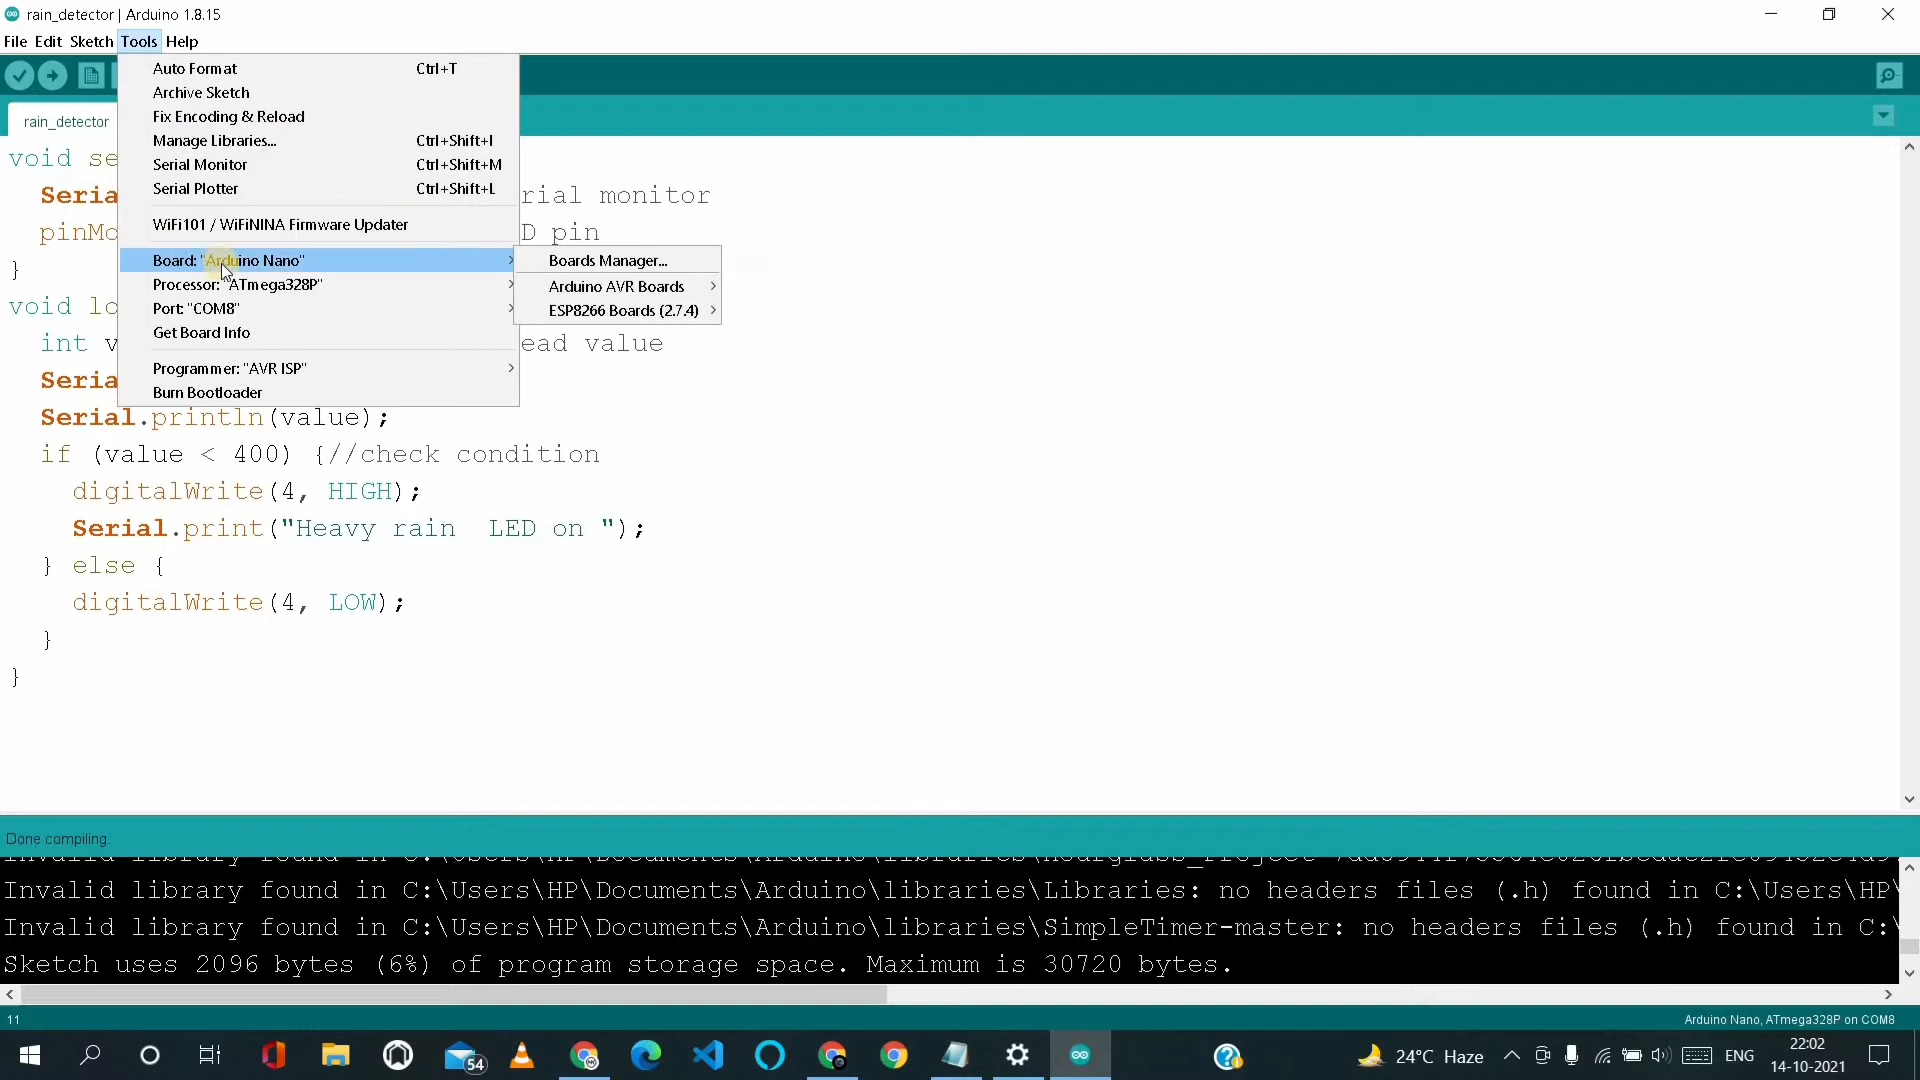 rain_detector | Arduino 1.8.15
File Edit Sketch Tools Help
Auto Format Ctrl+T
Archive Sketch
Fix Encoding & Reload
Manage Libraries... Ctrl+Shift+I
Serial Monitor Ctrl+Shift+M
Serial Plotter Ctrl+Shift+L
WiFi101 / WiFiNINA Firmware Updater
Board: "Arduino Nano"
Processor: "ATmega328P"
Port: "COM8"
Get Board Info
Programmer: "AVR ISP"
Burn Bootloader
Boards Manager...
Arduino AVR Boards
ESP8266 Boards (2.7.4)
rain_detector
void se
Seria rial monitor
pinMo D pin
}
void lo
int v ead value
Seria
Serial.println(value);
if (value < 400) {//check condition
digitalWrite(4, HIGH);
Serial.print("Heavy rain  LED on ");
} else {
digitalWrite(4, LOW);
}
}
Done compiling.
Invalid library found in C:\Users\HP\Documents\Arduino\libraries\Libraries: no headers files (.h) found in C:\Users\HP\
Invalid library found in C:\Users\HP\Documents\Arduino\libraries\SimpleTimer-master: no headers files (.h) found in C:\
Sketch uses 2096 bytes (6%) of program storage space. Maximum is 30720 bytes.
11
Arduino Nano, ATmega328P on COM8
54
24°C Haze
ENG
22:02
14-10-2021